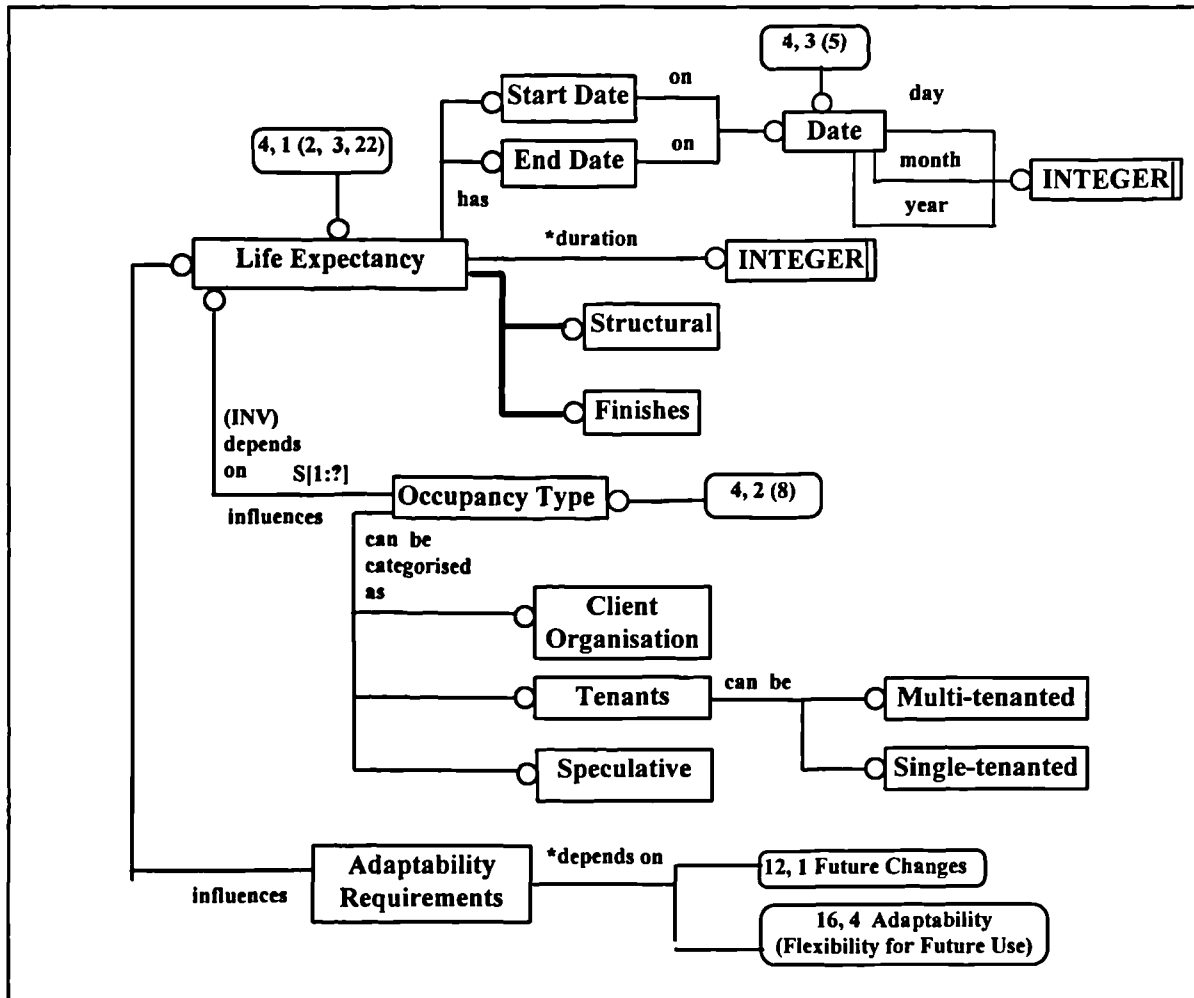 4, 3 (5)
on
Start Date
day
Date
4, 1 (2, 3, 22)
on
End Date
month
INTEGER
has
year
*duration
Life Expectancy
INTEGER
Structural
Finishes
(INV)
depends
on S[1:?]
Occupancy Type
4, 2 (8)
influences
can be
categorised
as
Client
Organisation
Tenants
can be
Multi-tenanted
Speculative
Single-tenanted
Adaptability
Requirements
*depends on
12, 1 Future Changes
influences
16, 4 Adaptability
(Flexibility for Future Use)